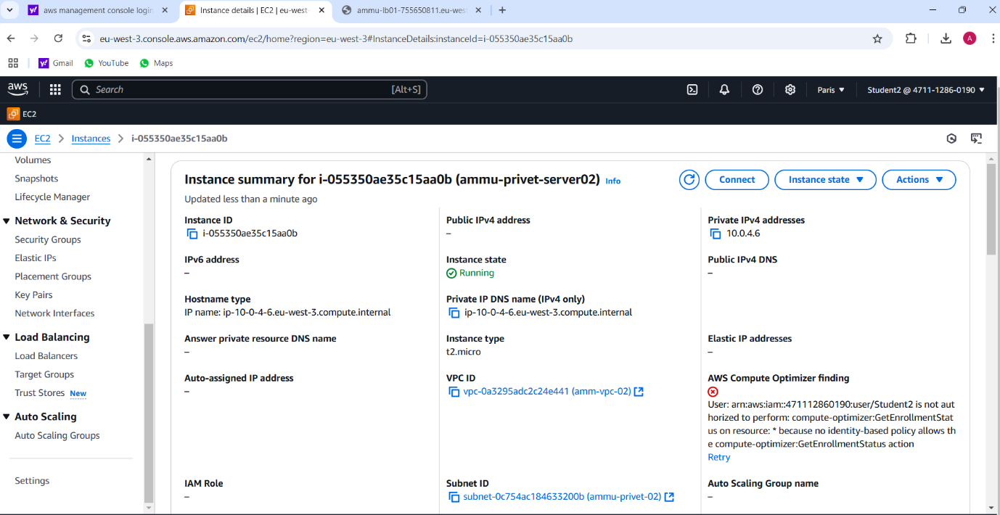 aws management console login
Instance details | EC2 | eu-west-
ammu-lb01-755650811.eu-wes
eu-west-3.console.aws.amazon.com/ec2/home?region=eu-west-3#InstanceDetails:instanceId=i-055350ae35c15aa0b
A
Gmail
YouTube
Maps
aws
Search
[Alt+S]
Paris
Student2 @ 4711-1286-0190
EC2
EC2
Instances
i-055350ae35c15aa0b
Volumes
Snapshots
Lifecycle Manager
Network & Security
Security Groups
Elastic IPs
Placement Groups
Key Pairs
Network Interfaces
Load Balancing
Load Balancers
Target Groups
Trust Stores New
Auto Scaling
Auto Scaling Groups
Settings
Instance summary for i-055350ae35c15aa0b (ammu-privet-server02) Info
Connect
Instance state
Actions
Updated less than a minute ago
Instance ID
i-055350ae35c15aa0b
Public IPv4 address
–
Private IPv4 addresses
10.0.4.6
IPv6 address
–
Instance state
Running
Public IPv4 DNS
–
Hostname type
IP name: ip-10-0-4-6.eu-west-3.compute.internal
Private IP DNS name (IPv4 only)
ip-10-0-4-6.eu-west-3.compute.internal
Answer private resource DNS name
–
Instance type
t2.micro
Elastic IP addresses
–
Auto-assigned IP address
–
VPC ID
vpc-0a3295adc2c24e441 (amm-vpc-02)
AWS Compute Optimizer finding
User: arn:aws:iam::471112860190:user/Student2 is not aut
horized to perform: compute-optimizer:GetEnrollmentStat
us on resource: * because no identity-based policy allows th
e compute-optimizer:GetEnrollmentStatus action
Retry
IAM Role
–
Subnet ID
subnet-0c754ac184633200b (ammu-privet-02)
Auto Scaling Group name
–